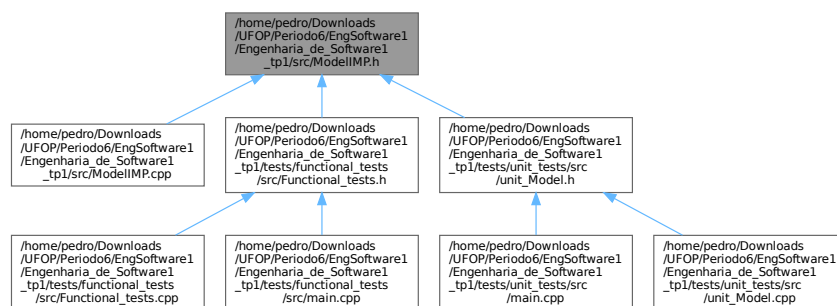 /home/pedro/Downloads
/UFOP/Periodo6/EngSoftware1
/Engenharia_de_Software1
_tp1/src/ModelIMP.h
/home/pedro/Downloads
/UFOP/Periodo6/EngSoftware1
/Engenharia_de_Software1
_tp1/src/ModelIMP.cpp
/home/pedro/Downloads
/UFOP/Periodo6/EngSoftware1
/Engenharia_de_Software1
_tp1/tests/functional_tests
/src/Functional_tests.h
/home/pedro/Downloads
/UFOP/Periodo6/EngSoftware1
/Engenharia_de_Software1
_tp1/tests/unit_tests/src
/unit_Model.h
/home/pedro/Downloads
/UFOP/Periodo6/EngSoftware1
/Engenharia_de_Software1
_tp1/tests/functional_tests
/src/Functional_tests.cpp
/home/pedro/Downloads
/UFOP/Periodo6/EngSoftware1
/Engenharia_de_Software1
_tp1/tests/functional_tests
/src/main.cpp
/home/pedro/Downloads
/UFOP/Periodo6/EngSoftware1
/Engenharia_de_Software1
_tp1/tests/unit_tests/src
/main.cpp
/home/pedro/Downloads
/UFOP/Periodo6/EngSoftware1
/Engenharia_de_Software1
_tp1/tests/unit_tests/src
/unit_Model.cpp